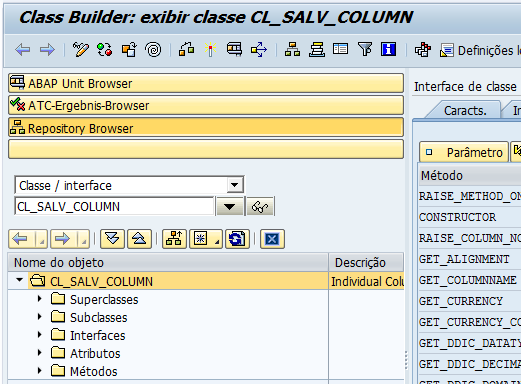 Class Builder: exibir classe CL_SALV_COLUMN
Definições
ABAP Unit Browser
ATC-Ergebnis-Browser
Repository Browser
Classe / interface
CL_SALV_COLUMN
Nome do objeto Descrição
CL_SALV_COLUMN Individual
Superclasses
Subclasses
Interfaces
Atributos
Métodos
Interface de classe
Caracts.
Parâmetro
Método
RAISE_METHOD_ON
CONSTRUCTOR
RAISE_COLUMN_NO
GET_ALIGNMENT
GET_COLUMNNAME
GET_CURRENCY
GET_CURRENCY_CO
GET_DDIC_DATATY
GET_DDIC_DECIMA